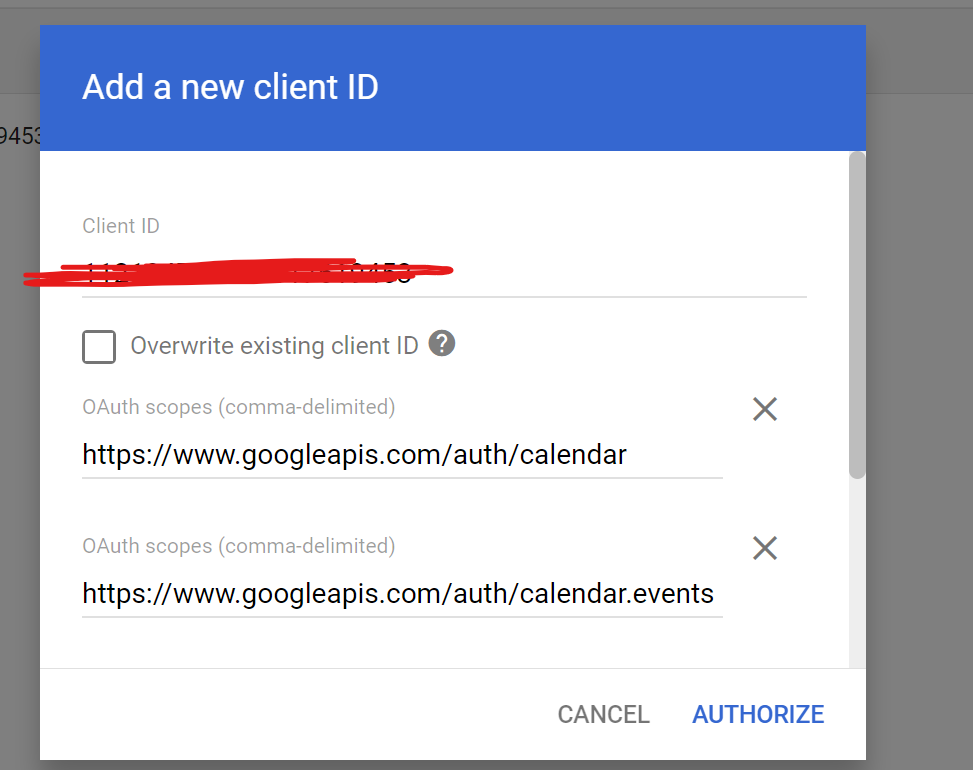 Add a new client ID
9453
Client ID
Overwrite existing client ID ?
OAuth scopes (comma-delimited)
https://www.googleapis.com/auth/calendar
OAuth scopes (comma-delimited)
https://www.googleapis.com/auth/calendar.events
CANCEL AUTHORIZE